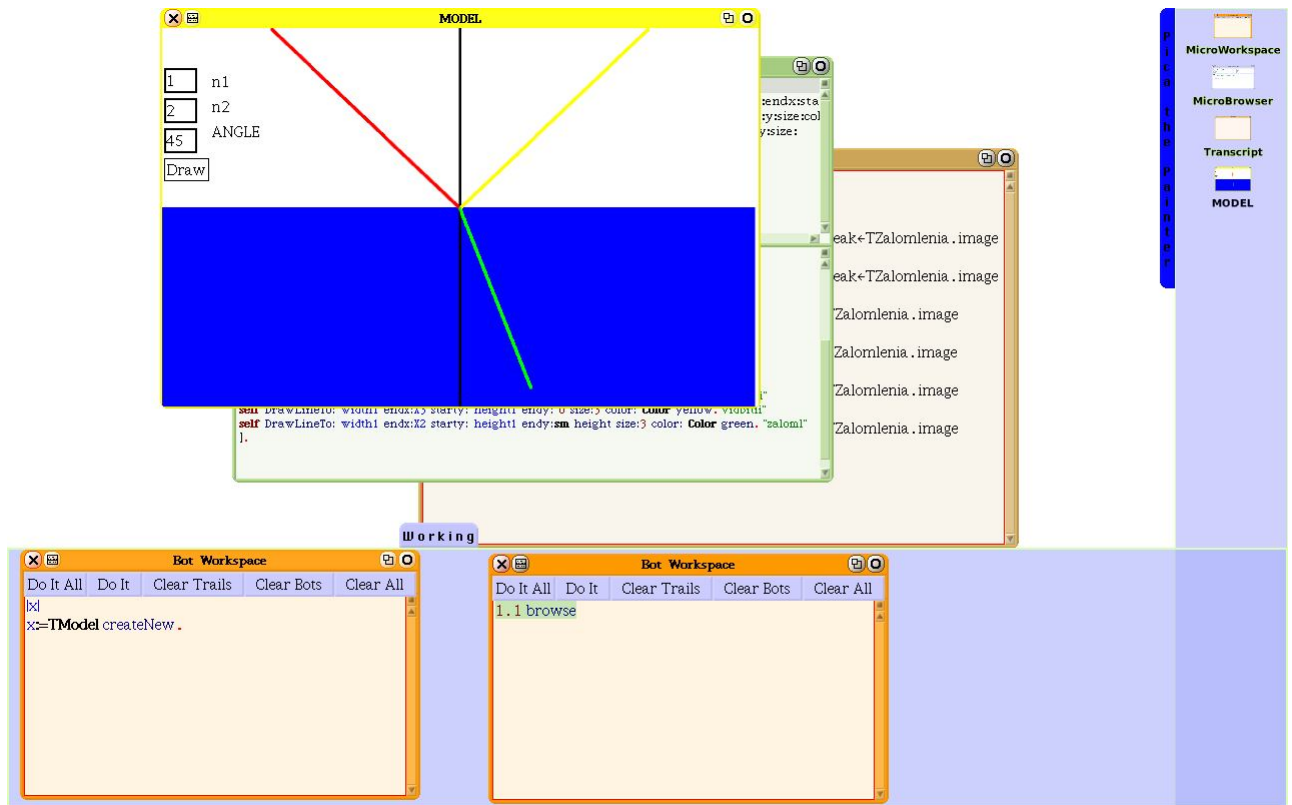 MODEL
1 n1
2 n2
45 ANGLE
Draw
:endx:sta
:y:size:col
y:size:
self DrawLineTo: width1 endx:X3 starty: height1 endy: 0 size:3 color: Color yellow. "vidbitii"
self DrawLineTo: width1 endx:X2 starty: height1 endy:sm height size:3 color: Color green. "zaloml"
].
eak←TZalomlenia.image
eak←TZalomlenia.image
Zalomlenia.image
Zalomlenia.image
Zalomlenia.image
Zalomlenia.image
Pica the Pointer
MicroWorkspace
MicroBrowser
Transcript
MODEL
Working
Bot Workspace
Do It All Do It Clear Trails Clear Bots Clear All
|x|
x:=TModel createNew .
Bot Workspace
Do It All Do It Clear Trails Clear Bots Clear All
1.1 browse